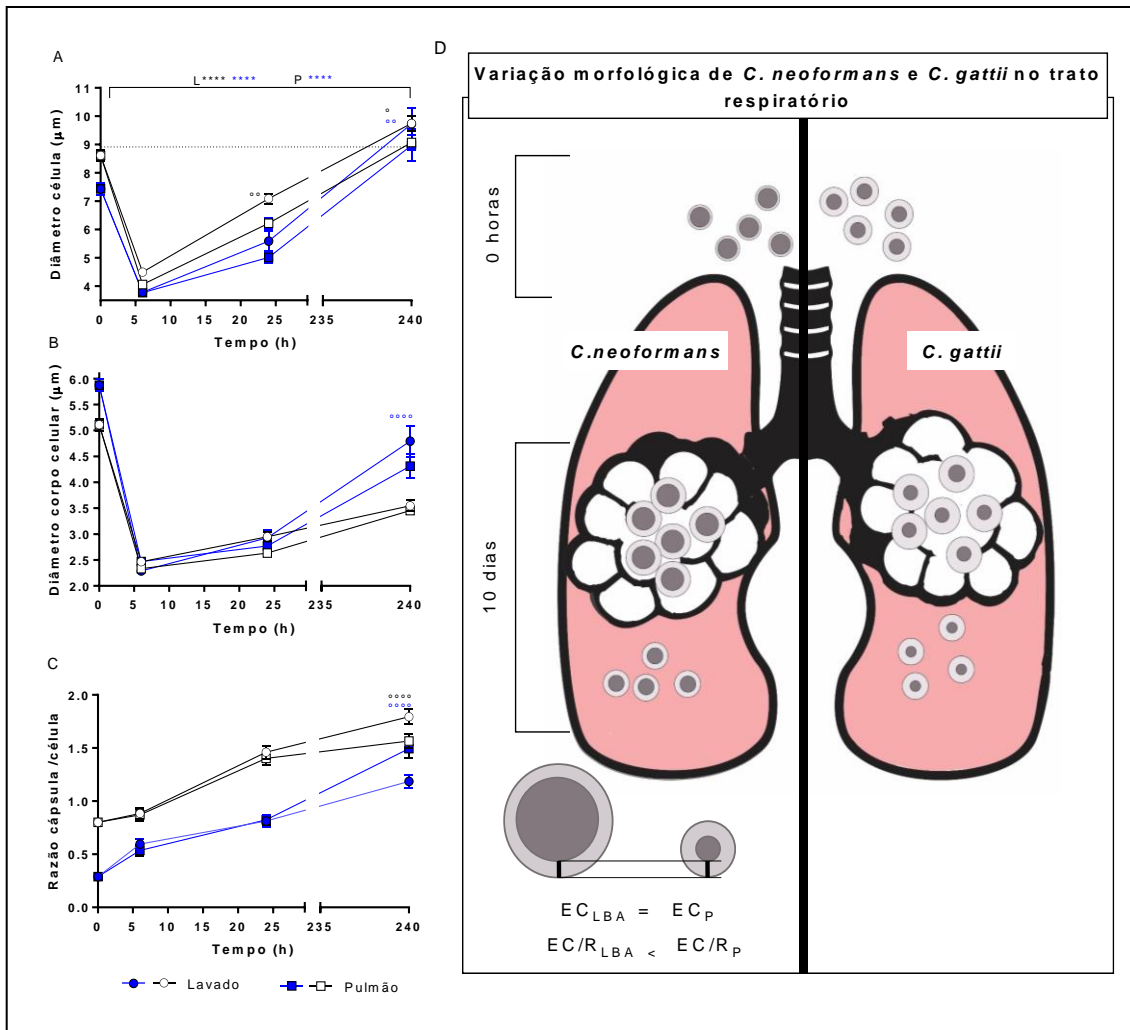 A
L**** **** P ****
°
°°
°°
Diâmetro célula (µm)
11
10
9
8
7
6
5
4
0 5 10 15 20 25 235 240
Tempo (h)
B
°°°°
Diâmetro corpo celular (µm)
6.0
5.5
5.0
4.5
4.0
3.5
3.0
2.5
2.0
0 5 10 15 20 25 235 240
Tempo (h)
C
°°°°
°°°°
Razão cápsula /célula
2.0
1.5
1.0
0.5
0.0
0 5 10 15 20 25 235 240
Tempo (h)
Lavado Pulmão
D
Variação morfológica de C. neoformans e C. gattii no trato
respiratório
0 horas
C.neoformans
C. gattii
10 dias
EC LBA = EC P
EC/R LBA < EC/R P